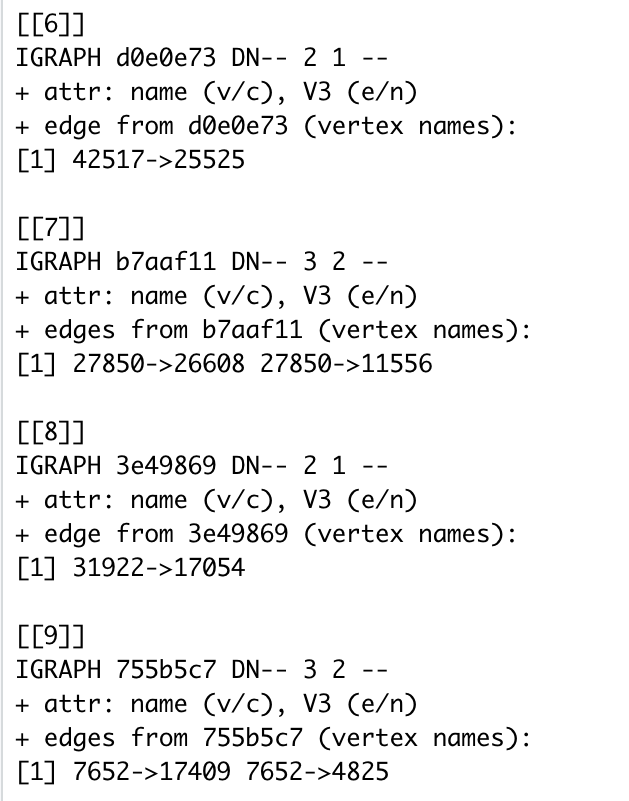 [[6]]
IGRAPH d0e0e73 DN-- 2 1 --
+ attr: name (v/c), V3 (e/n)
+ edge from d0e0e73 (vertex names):
[1] 42517->25525
[[7]]
IGRAPH b7aaf11 DN-- 3 2 --
+ attr: name (v/c), V3 (e/n)
+ edges from b7aaf11 (vertex names):
[1] 27850->26608 27850->11556
[[8]]
IGRAPH 3e49869 DN-- 2 1 --
+ attr: name (v/c), V3 (e/n)
+ edge from 3e49869 (vertex names):
[1] 31922->17054
[[9]]
IGRAPH 755b5c7 DN-- 3 2 --
+ attr: name (v/c), V3 (e/n)
+ edges from 755b5c7 (vertex names):
[1] 7652->17409 7652->4825